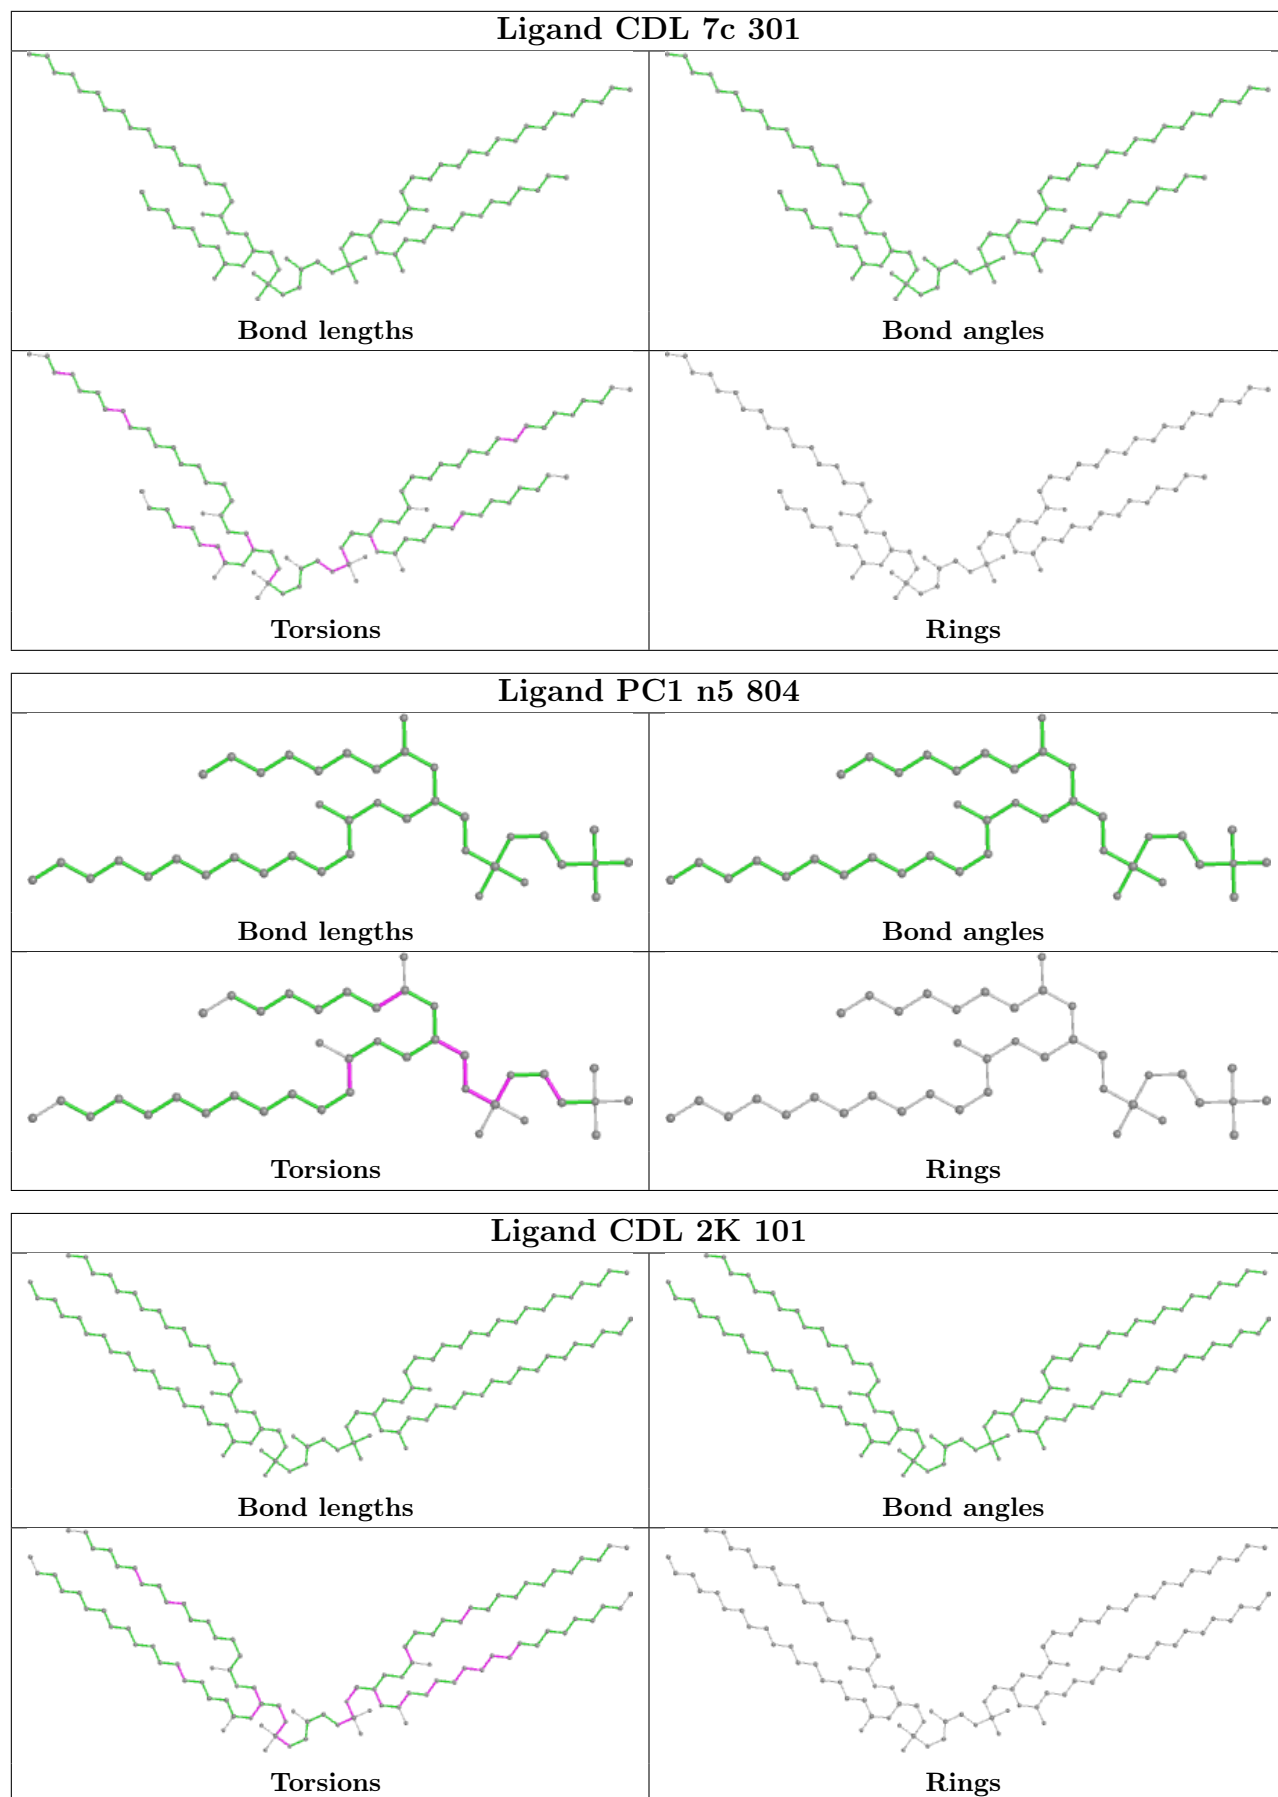 Ligand CDL 7c 301
Bond lengths
Bond angles
Torsions
Rings
Ligand PC1 n5 804
Bond lengths
Bond angles
Torsions
Rings
Ligand CDL 2K 101
Bond lengths
Bond angles
Torsions
Rings